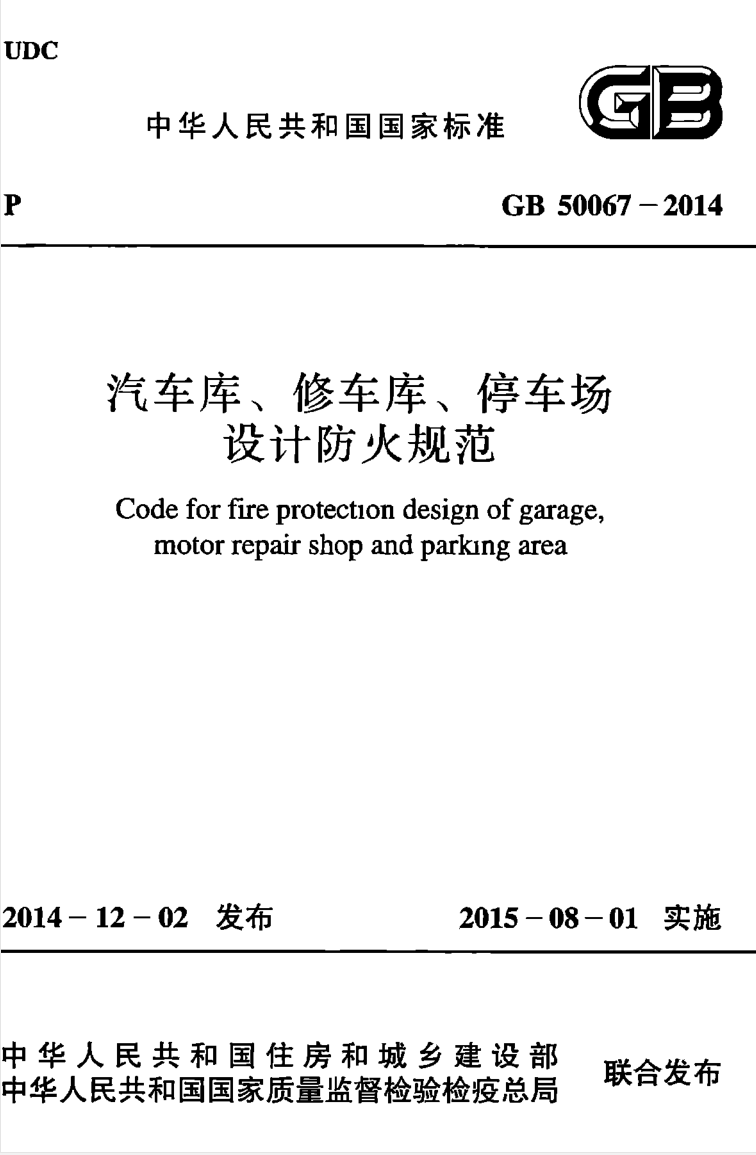 UDC
GB
中华人民共和国国家标准
P
GB 50067－2014
汽车库、修车库、停车场
设计防火规范
Code for fire protection design of garage,
motor repair shop and parking area
2014－12－02 发布
2015－08－01 实施
中华人民共和国住房和城乡建设部
中华人民共和国国家质量监督检验检疫总局
联合发布